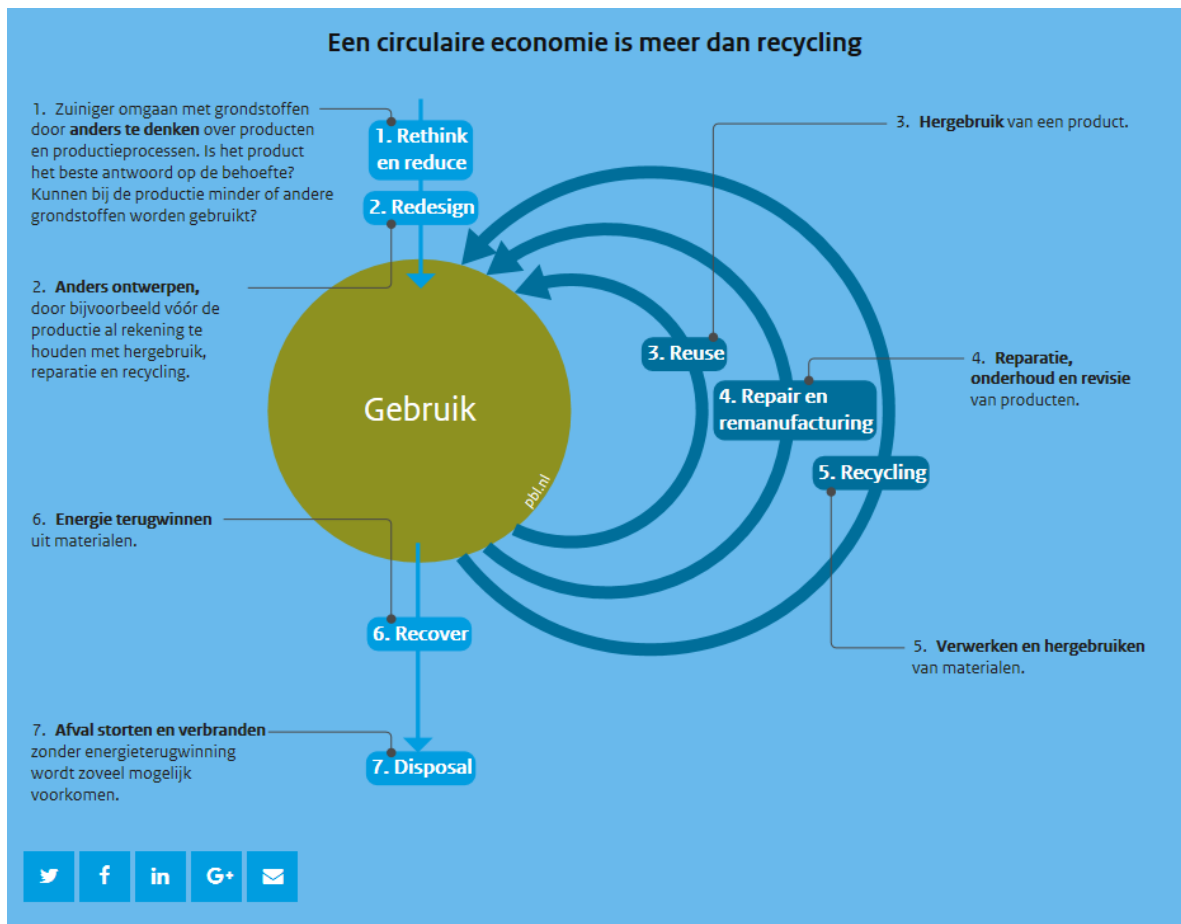 Een circulaire economie is meer dan recycling
1. Zuiniger omgaan met grondstoffen
door anders te denken over producten
en productieprocessen. Is het product
het beste antwoord op de behoefte?
Kunnen bij de productie minder of andere
grondstoffen worden gebruikt?
1. Rethink
en reduce
2. Redesign
3. Hergebruik van een product.
2. Anders ontwerpen,
door bijvoorbeeld vóór de
productie al rekening te
houden met hergebruik,
reparatie en recycling.
3. Reuse
4. Reparatie,
onderhoud en revisie
van producten.
4. Repair en
remanufacturing
Gebruik
pbl.nl
5. Recycling
6. Energie terugwinnen
uit materialen.
6. Recover
5. Verwerken en hergebruiken
van materialen.
7. Afval storten en verbranden
zonder energieterugwinning
wordt zoveel mogelijk
voorkomen.
7. Disposal
f
in
G+